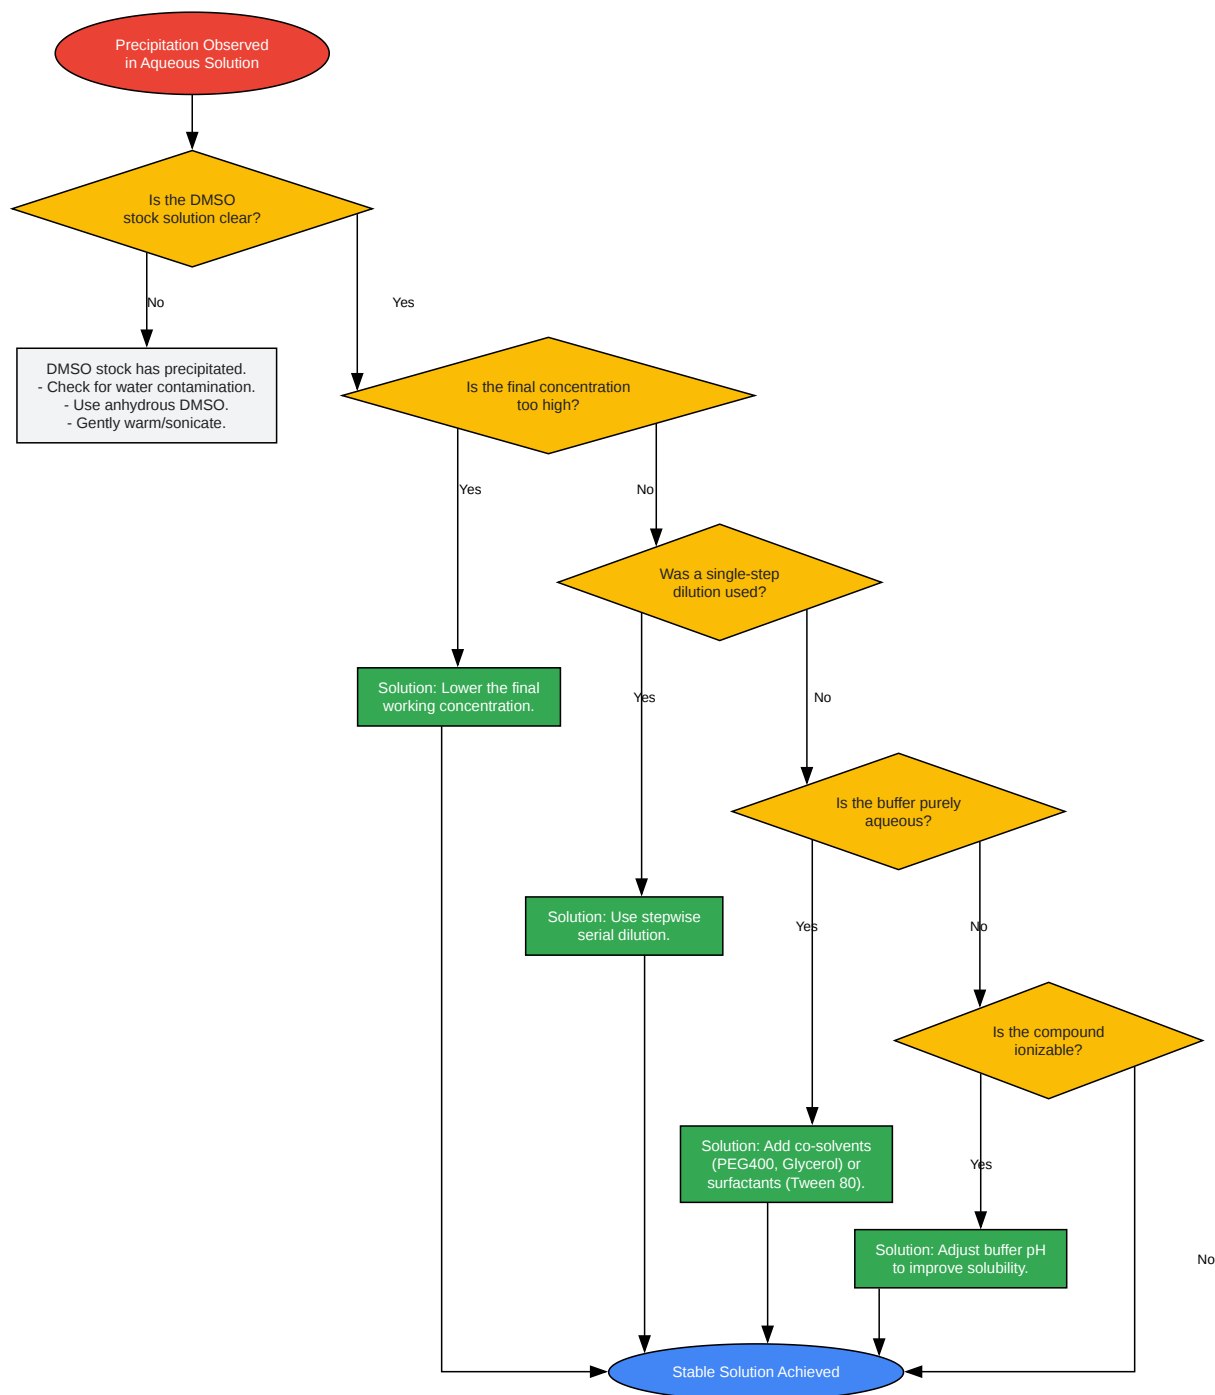 Precipitation Observed
in Aqueous Solution
Is the DMSO
stock solution clear?
No
Yes
DMSO stock has precipitated.
- Check for water contamination.
- Use anhydrous DMSO.
- Gently warm/sonicate.
Is the final concentration
too high?
Yes
No
Was a single-step
dilution used?
Solution: Lower the final
working concentration.
Yes
No
Is the buffer purely
aqueous?
Solution: Use stepwise
serial dilution.
Yes
No
Is the compound
ionizable?
Solution: Add co-solvents
(PEG400, Glycerol) or
surfactants (Tween 80).
Yes
Solution: Adjust buffer pH
to improve solubility.
No
Stable Solution Achieved